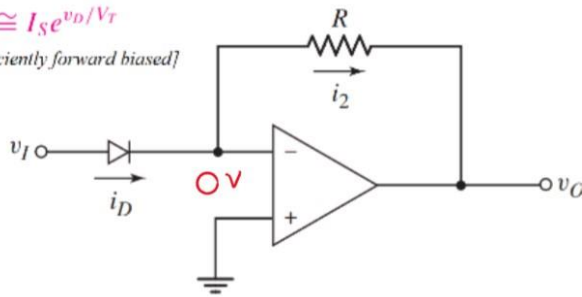 ≅ I_S e^{v_D/V_T}
ciently forward biased]
R
i₂
v_I
i_D
0 V
−
+
v_O